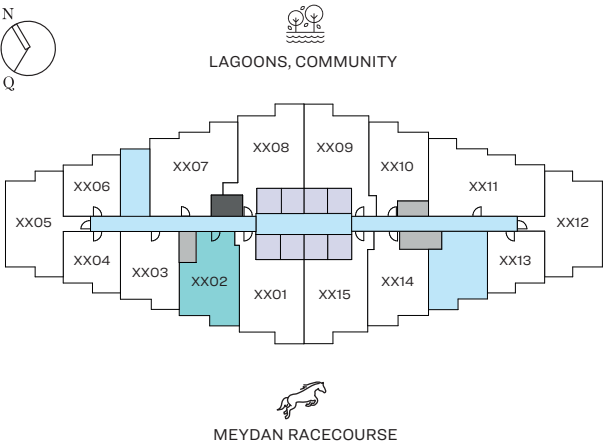 N
Q
LAGOONS, COMMUNITY
XX08
XX09
XX07
XX10
XX06
XX11
XX05
XX12
XX04
XX03
XX02
XX01
XX15
XX14
XX13
MEYDAN RACECOURSE